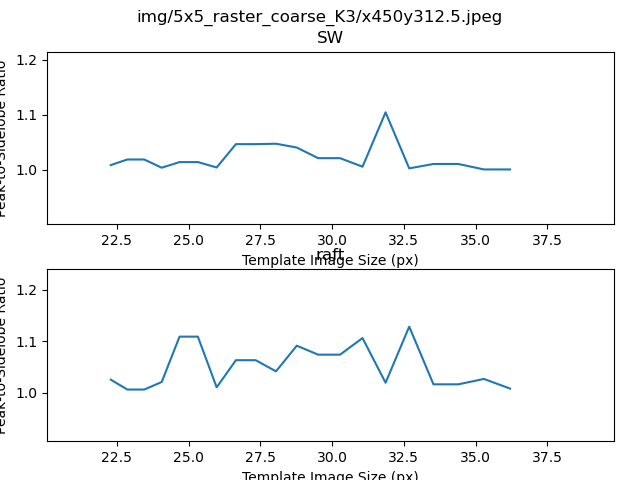 img/5x5_raster_coarse_K3/x450y312.5.jpeg
SW
Peak-to-Sidelobe Ratio
1.2
1.1
1.0
22.5 25.0 27.5 30.0 32.5 35.0 37.5
Template Image Size (px)
raft
Peak-to-Sidelobe Ratio
1.2
1.1
1.0
22.5 25.0 27.5 30.0 32.5 35.0 37.5
Template Image Size (px)